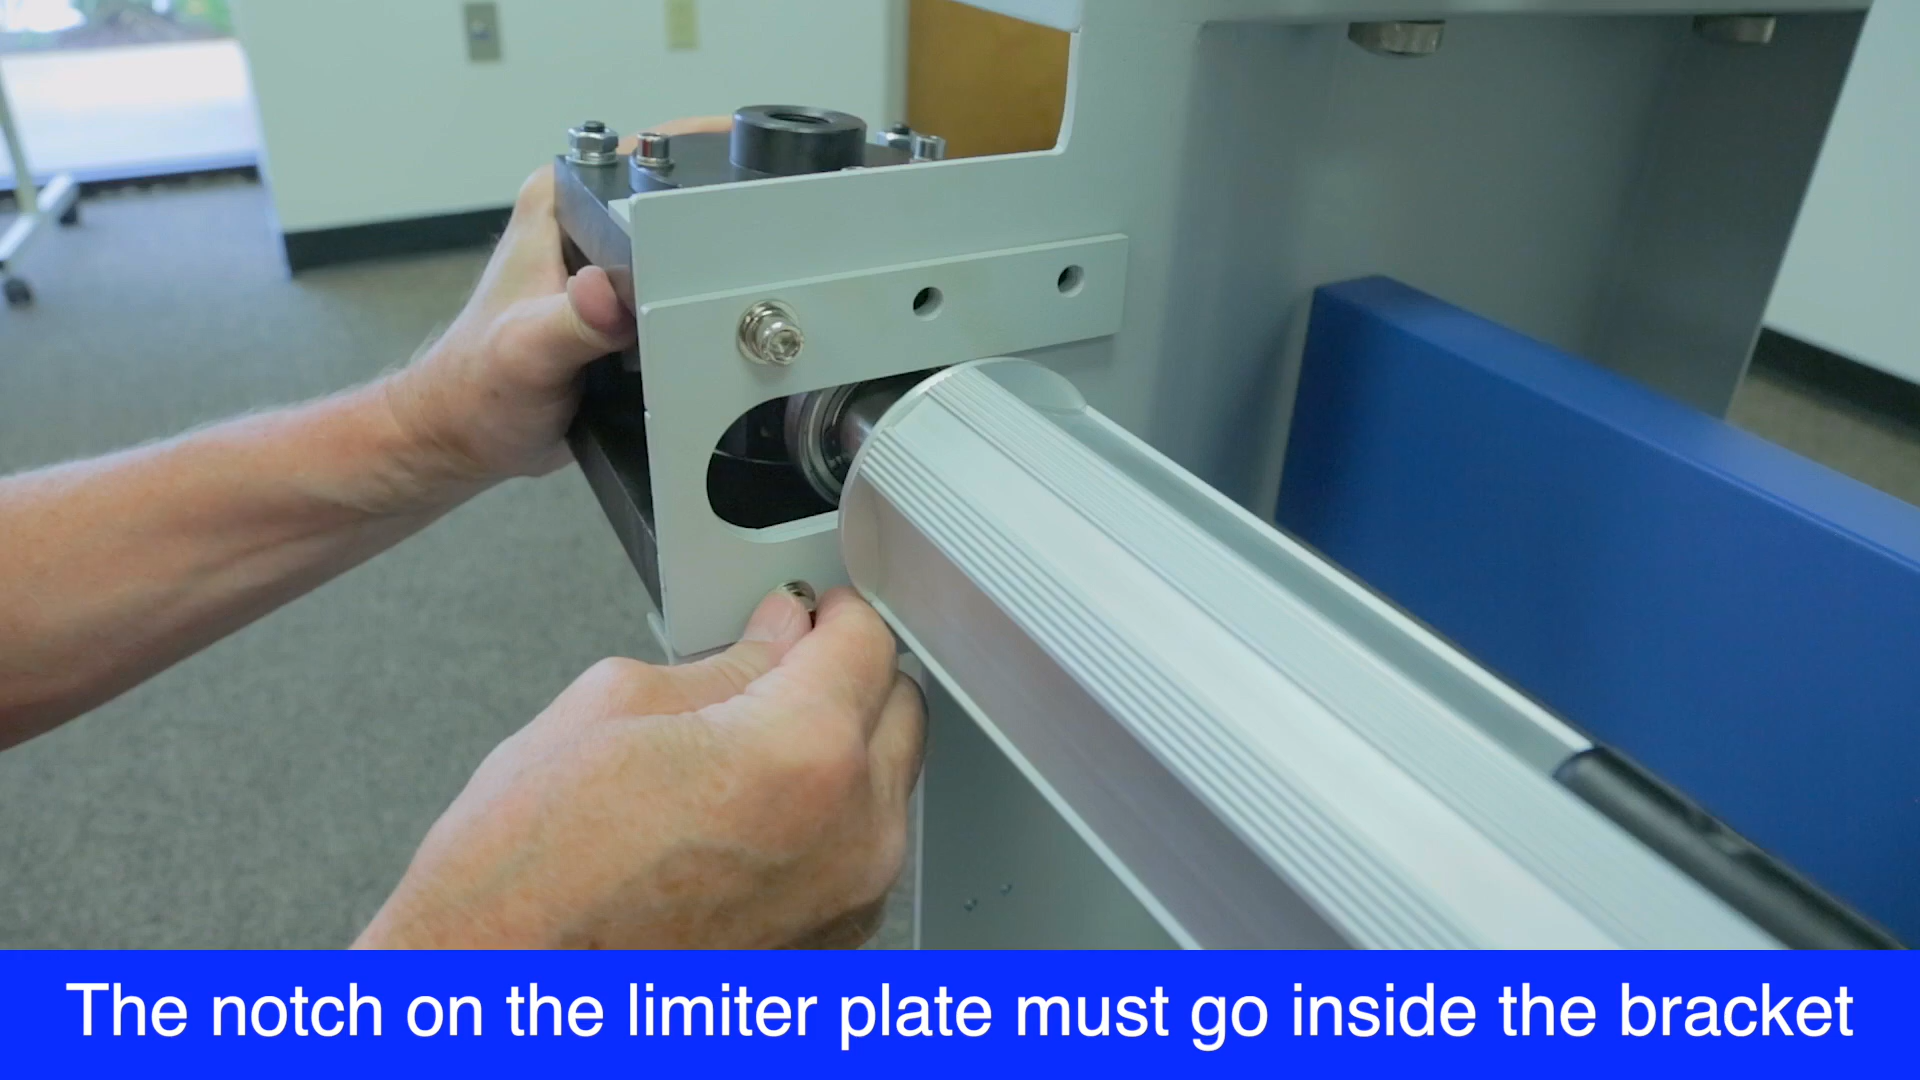 The notch on the limiter plate must go inside the bracket